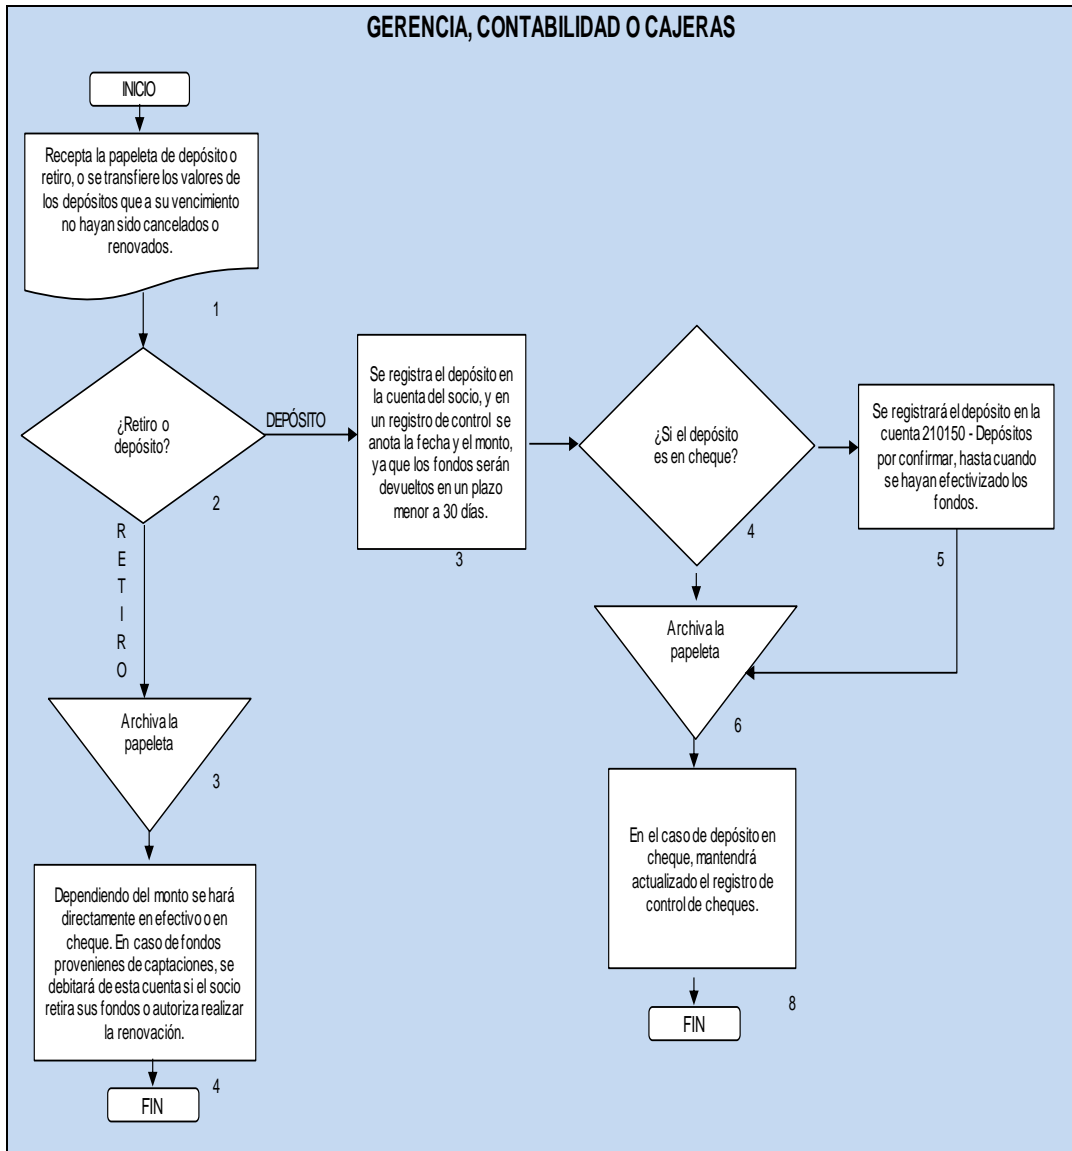 GERENCIA, CONTABILIDAD O CAJERAS
INICIO
Recepta la papeleta de depósito o
retiro, o se transfiere los valores de
los depósitos que a su vencimiento
no hayan sido cancelados o
renovados.
1
¿Retiro o
depósito?
2
DEPÓSITO
Se registra el depósito en
la cuenta del socio, y en
un registro de control se
anota la fecha y el monto,
ya que los fondos serán
devueltos en un plazo
menor a 30 días.
3
¿Si el depósito
es en cheque?
4
Se registrará el depósito en la
cuenta 210150 - Depósitos
por confirmar, hasta cuando
se hayan efectivizado los
fondos.
5
R
E
T
I
R
O
Archiva la
papeleta
3
Dependiendo del monto se hará
directamente en efectivo o en
cheque. En caso de fondos
provenienes de captaciones, se
debitará de esta cuenta si el socio
retira sus fondos o autoriza realizar
la renovación.
4
FIN
Archiva la
papeleta
6
En el caso de depósito en
cheque, mantendrá
actualizado el registro de
control de cheques.
8
FIN